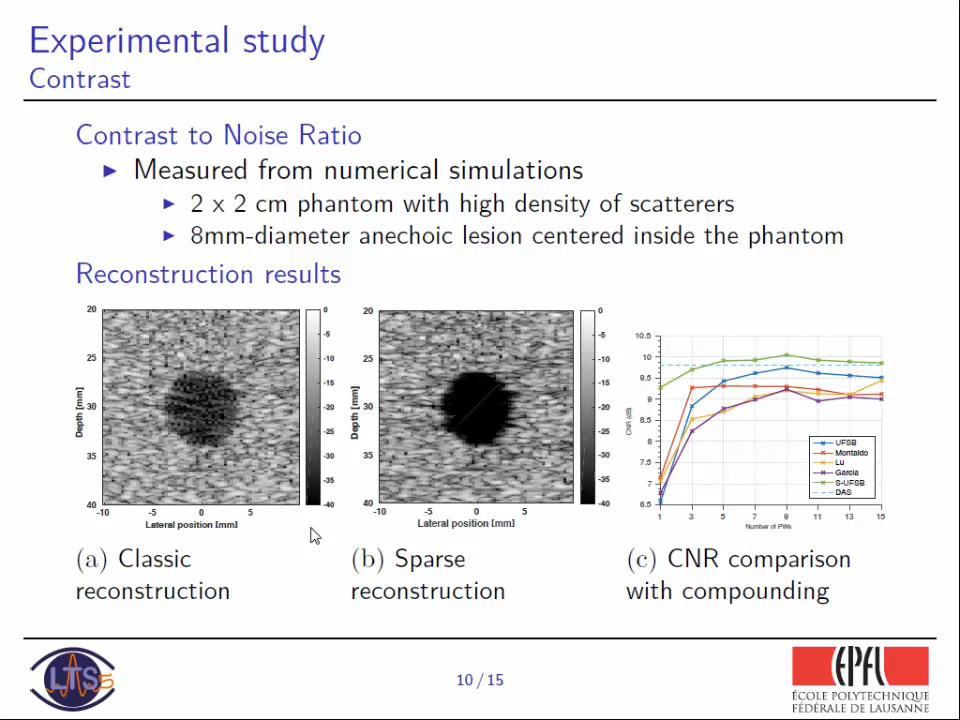 Experimental study
Contrast
Contrast to Noise Ratio
Measured from numerical simulations
2 x 2 cm phantom with high density of scatterers
8mm-diameter anechoic lesion centered inside the phantom
Reconstruction results
20
25
30
35
40
Depth [mm]
-10 -5 0 5
Lateral position [mm]
0
-5
-10
-15
-20
-25
-30
-35
-40
(a) Classic
reconstruction
20
25
30
35
40
Depth [mm]
-10 -5 0 5
Lateral position [mm]
0
-5
-10
-15
-20
-25
-30
-35
-40
(b) Sparse
reconstruction
10.5
10
9.5
9
8.5
8
7.5
7
6.5
CNR (dB)
1 3 5 7 9 11 13 15
Number of PWs
UFSB
Montaldo
Lu
Garcia
S-UFSB
DAS
(c) CNR comparison
with compounding
LTS5
10 / 15
EPFL
ÉCOLE POLYTECHNIQUE
FÉDÉRALE DE LAUSANNE